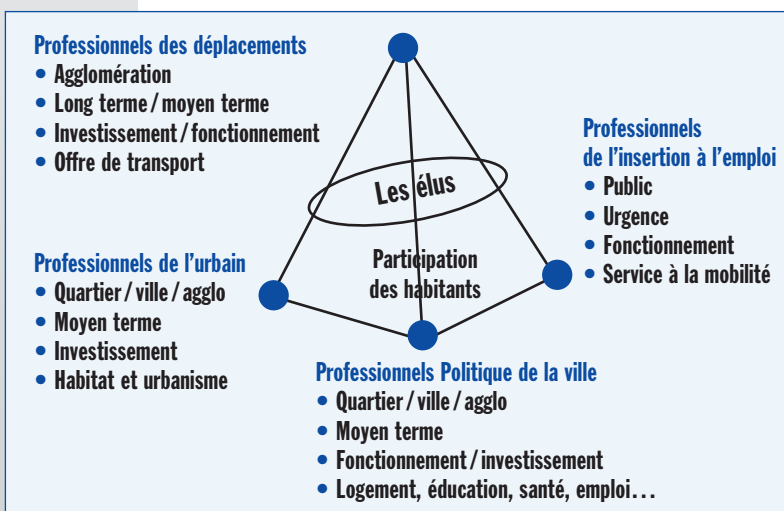 Professionnels des déplacements
• Agglomération
• Long terme / moyen terme
• Investissement / fonctionnement
• Offre de transport
Professionnels
de l'insertion à l'emploi
• Public
• Urgence
• Fonctionnement
• Service à la mobilité
Les élus
Participation
des habitants
Professionnels de l'urbain
• Quartier / ville / agglo
• Moyen terme
• Investissement
• Habitat et urbanisme
Professionnels Politique de la ville
• Quartier / ville / agglo
• Moyen terme
• Fonctionnement / investissement
• Logement, éducation, santé, emploi…